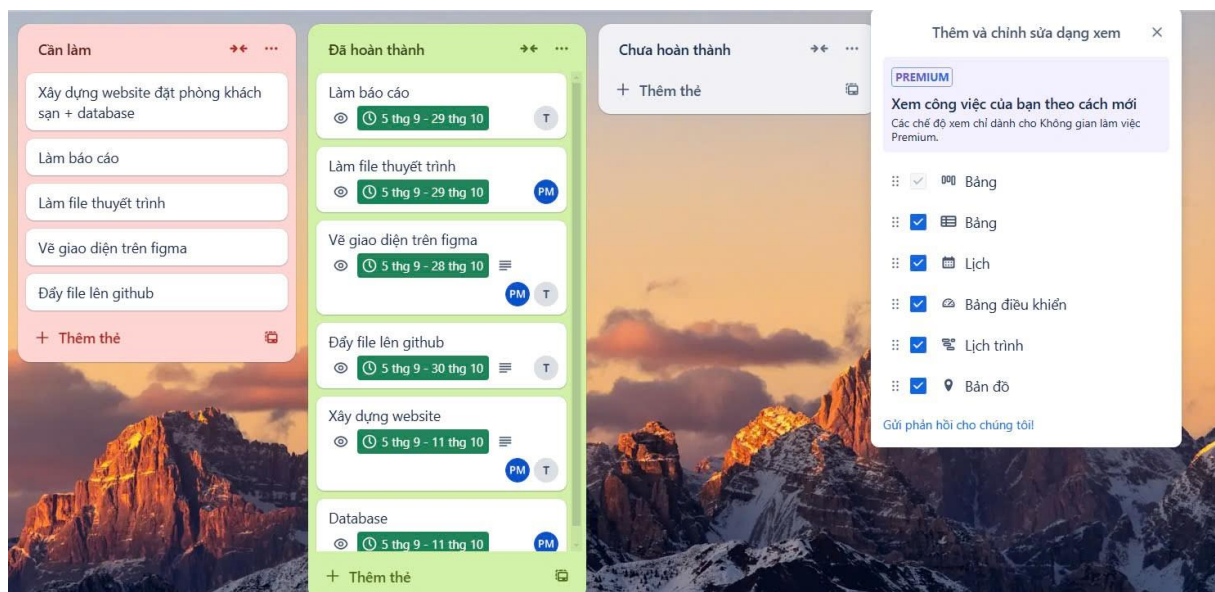 Cần làm
Xây dựng website đặt phòng khách
sạn + database
Làm báo cáo
Làm file thuyết trình
Vẽ giao diện trên figma
Đẩy file lên github
+ Thêm thẻ
Đã hoàn thành
Làm báo cáo
5 thg 9 - 29 thg 10
T
Làm file thuyết trình
5 thg 9 - 29 thg 10
PM
Vẽ giao diện trên figma
5 thg 9 - 28 thg 10
PM T
Đẩy file lên github
5 thg 9 - 30 thg 10
T
Xây dựng website
5 thg 9 - 11 thg 10
PM T
Database
5 thg 9 - 11 thg 10
PM
+ Thêm thẻ
Chưa hoàn thành
+ Thêm thẻ
Thêm và chỉnh sửa dạng xem
PREMIUM
Xem công việc của bạn theo cách mới
Các chế độ xem chỉ dành cho Không gian làm việc
Premium.
Bảng
Bảng
Lịch
Bảng điều khiển
Lịch trình
Bản đồ
Gửi phản hồi cho chúng tôi!